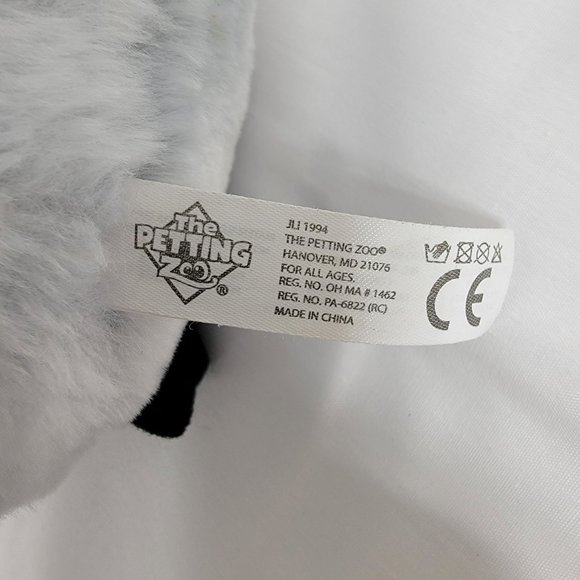 The
PETTING
ZOO®
JLI 1994
THE PETTING ZOO®
HANOVER, MD 21076
FOR ALL AGES.
REG. NO. OH MA # 1462
REG. NO. PA-6822 (RC)
MADE IN CHINA
CE